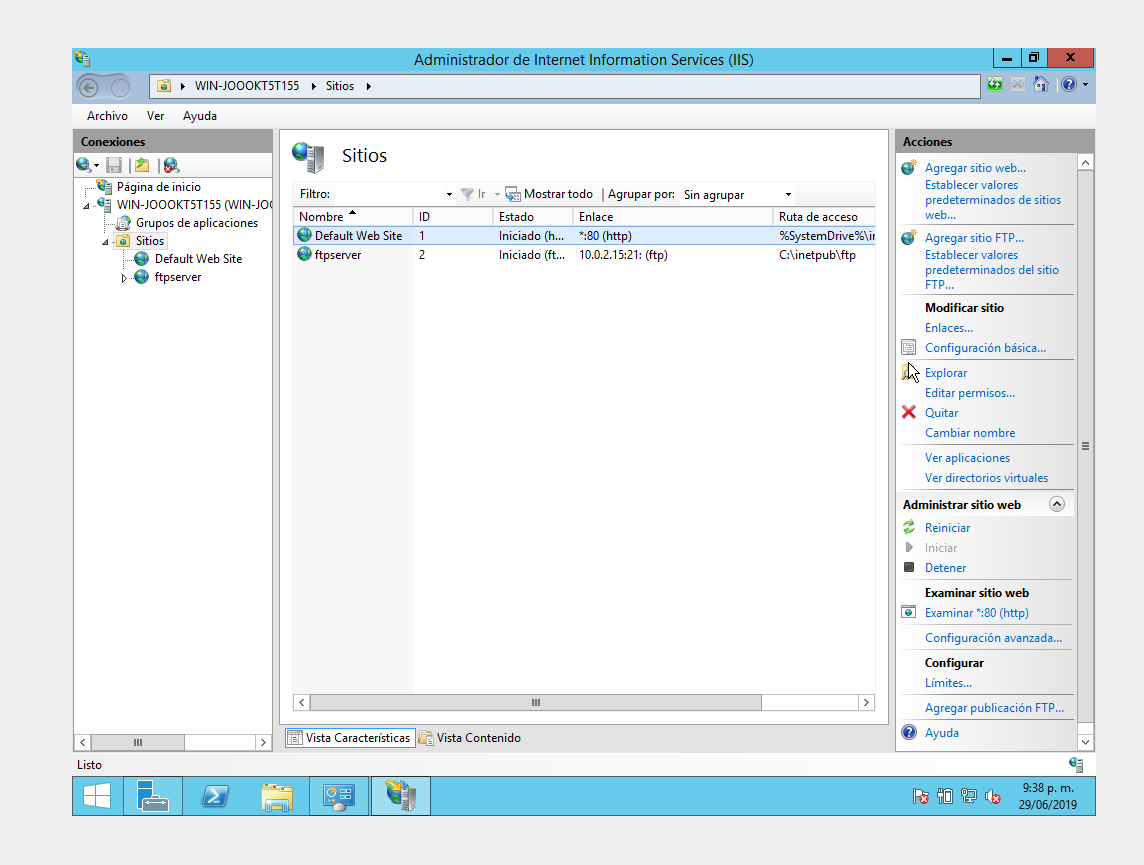 Administrador de Internet Information Services (IIS)
WIN-JOOOKT5T155 Sitios
Archivo Ver Ayuda
Conexiones
Página de inicio
WIN-JOOOKT5T155 (WIN-JO
Grupos de aplicaciones
Sitios
Default Web Site
ftpserver
Sitios
Filtro: Ir Mostrar todo Agrupar por: Sin agrupar
Nombre ID Estado Enlace Ruta de acceso
Default Web Site 1 Iniciado (h... *:80 (http) %SystemDrive%\i
ftpserver 2 Iniciado (ft... 10.0.2.15:21: (ftp) C:\inetpub\ftp
Vista Características Vista Contenido
Acciones
Agregar sitio web...
Establecer valores
predeterminados de sitios
web...
Agregar sitio FTP...
Establecer valores
predeterminados del sitio
FTP...
Modificar sitio
Enlaces...
Configuración básica...
Explorar
Editar permisos...
Quitar
Cambiar nombre
Ver aplicaciones
Ver directorios virtuales
Administrar sitio web
Reiniciar
Iniciar
Detener
Examinar sitio web
Examinar *:80 (http)
Configuración avanzada...
Configurar
Límites...
Agregar publicación FTP...
Ayuda
Listo
9:38 p. m.
29/06/2019